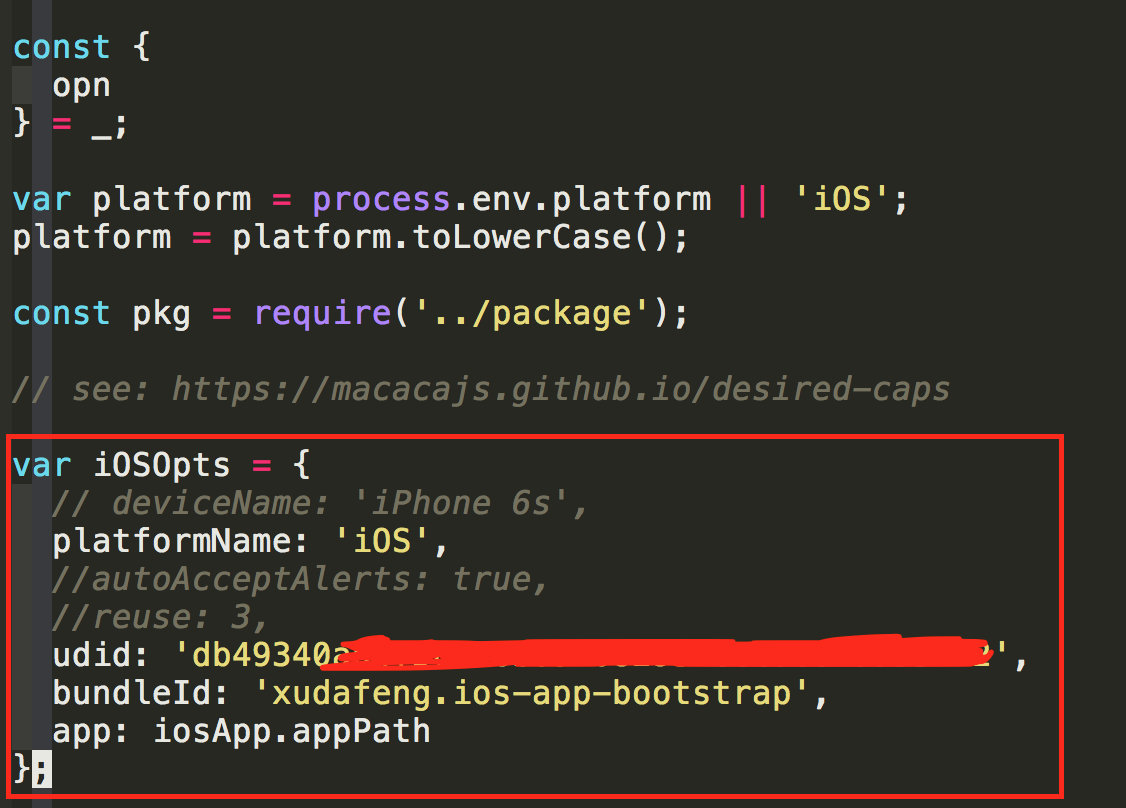 const {
  opn
} = _;
var platform = process.env.platform || 'iOS';
platform = platform.toLowerCase();
const pkg = require('../package');
// see: https://macacajs.github.io/desired-caps
var iOSOpts = {
  // deviceName: 'iPhone 6s',
  platformName: 'iOS',
  //autoAcceptAlerts: true,
  //reuse: 3,
  udid: 'db49340',
  bundleId: 'xudafeng.ios-app-bootstrap',
  app: iosApp.appPath
};